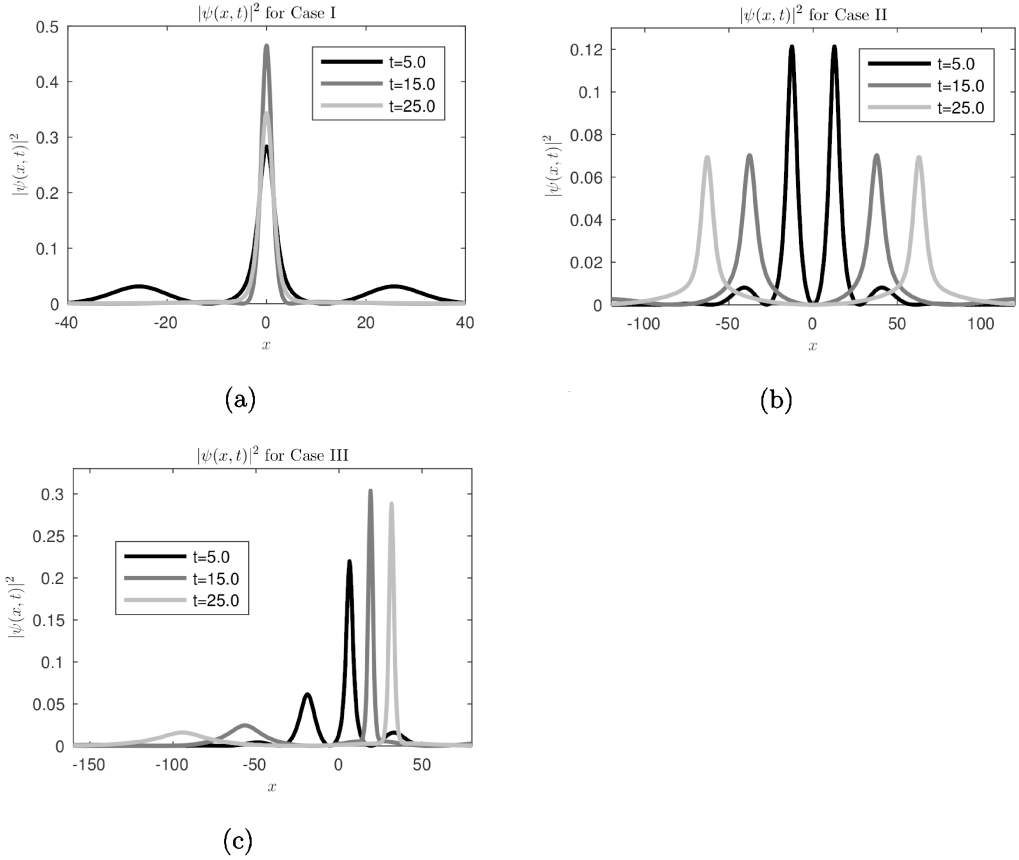 |ψ(x, t)|² for Case I
0.5
0.4
0.3
0.2
0.1
0
|ψ(x, t)|²
t=5.0
t=15.0
t=25.0
-40 -20 0 20 40
x
(a)
|ψ(x, t)|² for Case II
0.12
0.1
0.08
0.06
0.04
0.02
0
|ψ(x, t)|²
t=5.0
t=15.0
t=25.0
-100 -50 0 50 100
x
(b)
|ψ(x, t)|² for Case III
0.3
0.25
0.2
0.15
0.1
0.05
0
|ψ(x, t)|²
t=5.0
t=15.0
t=25.0
-150 -100 -50 0 50
x
(c)